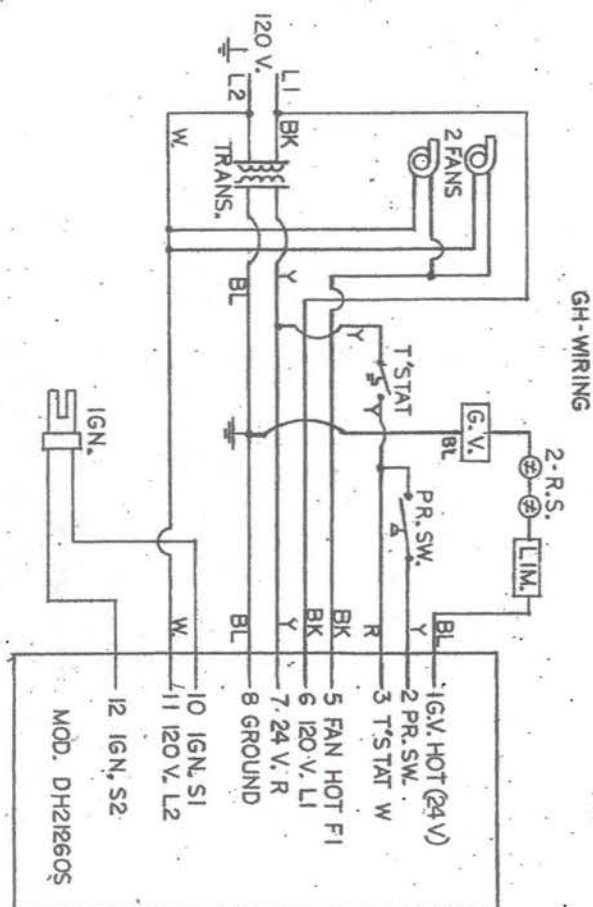 GH-WIRING
120 V.
L1
L2
BK
W.
TRANS.
2 FANS
Y
BL
Y
T'STAT
Y
G.V.
BL
2-R.S.
LIM.
PR. SW.
IGN.
BL
Y
R
BK
BK
Y
BL
W.
1 G.V. HOT (24 V)
2 PR. SW.
3 T'STAT W
5 FAN HOT F1
6 120 V. L1
7. 24 V. R
8 GROUND
10 IGN, S1
11 120 V. L2
12 IGN, S2
MOD. DH21260S